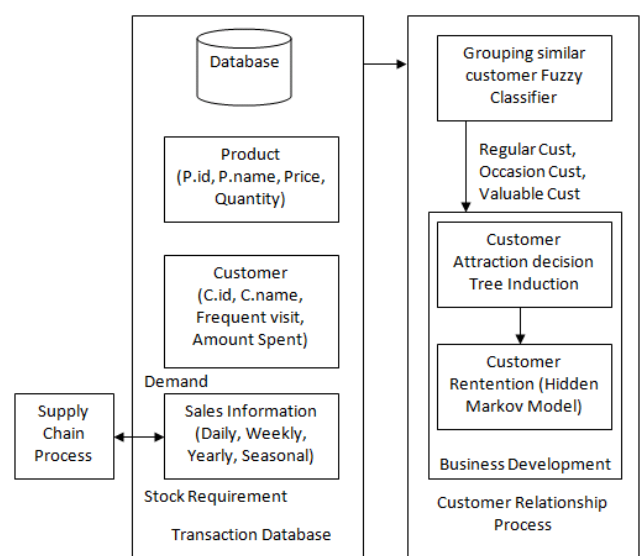 Database
Product
(P.id, P.name, Price,
Quantity)
Customer
(C.id, C.name,
Frequent visit,
Amount Spent)
Demand
Supply
Chain
Process
Sales Information
(Daily, Weekly,
Yearly, Seasonal)
Stock Requirement
Transaction Database
Grouping similar
customer Fuzzy
Classifier
Regular Cust,
Occasion Cust,
Valuable Cust
Customer
Attraction decision
Tree Induction
Customer
Rentention (Hidden
Markov Model)
Business Development
Customer Relationship
Process